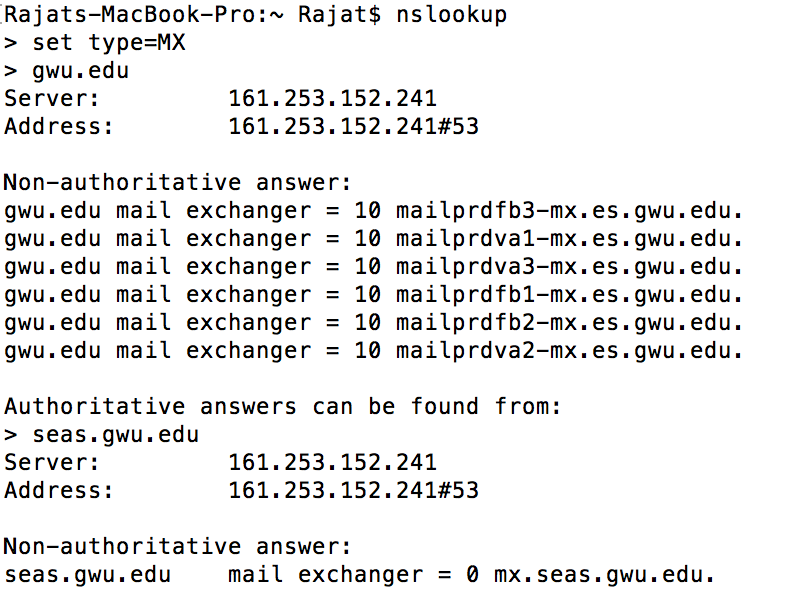 Rajats-MacBook-Pro:~ Rajat$ nslookup
> set type=MX
> gwu.edu
Server:         161.253.152.241
Address:        161.253.152.241#53
Non-authoritative answer:
gwu.edu mail exchanger = 10 mailprdfb3-mx.es.gwu.edu.
gwu.edu mail exchanger = 10 mailprdva1-mx.es.gwu.edu.
gwu.edu mail exchanger = 10 mailprdva3-mx.es.gwu.edu.
gwu.edu mail exchanger = 10 mailprdfb1-mx.es.gwu.edu.
gwu.edu mail exchanger = 10 mailprdfb2-mx.es.gwu.edu.
gwu.edu mail exchanger = 10 mailprdva2-mx.es.gwu.edu.
Authoritative answers can be found from:
> seas.gwu.edu
Server:         161.253.152.241
Address:        161.253.152.241#53
Non-authoritative answer:
seas.gwu.edu    mail exchanger = 0 mx.seas.gwu.edu.